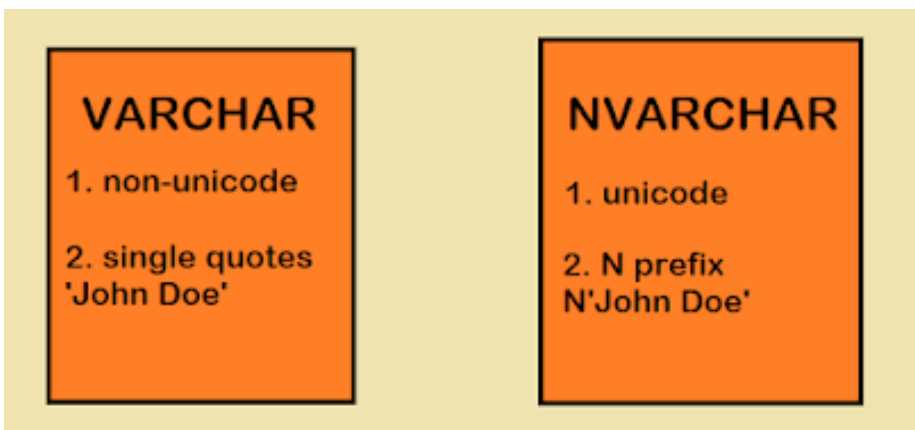 VARCHAR
1. non-unicode
2. single quotes
'John Doe'
NVARCHAR
1. unicode
2. N prefix
N'John Doe'